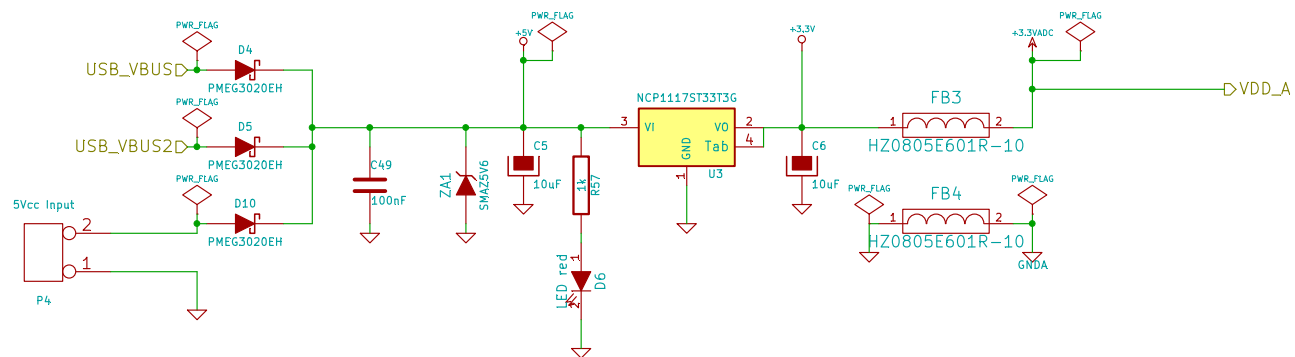 PWR_FLAG
D4
USB_VBUS
PMEG3020EH
PWR_FLAG
D5
USB_VBUS2
PMEG3020EH
PWR_FLAG
5Vcc Input
D10
2
PMEG3020EH
1
P4
C49
100nF
ZA1
SMAZ5V6
+5V
PWR_FLAG
C5
10uF
1k
R57
LED red
1
2
D6
NCP1117ST33T3G
3
VI
VO
2
Tab
4
GND
1
U3
+3.3V
C6
10uF
FB3
1
2
HZ0805E601R-10
+3.3VADC
PWR_FLAG
VDD_A
PWR_FLAG
FB4
1
2
HZ0805E601R-10
PWR_FLAG
GNDA